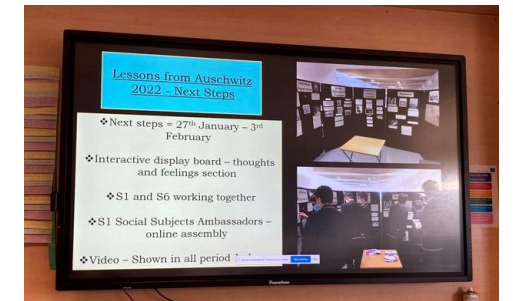 Lessons from Auschwitz
2022 - Next Steps
❖Next steps = 27th January – 3rd
February
❖Interactive display board – thoughts
and feelings section
❖S1 and S6 working together
❖S1 Social Subjects Ambassadors –
online assembly
❖Video – Shown in all period
Promethean